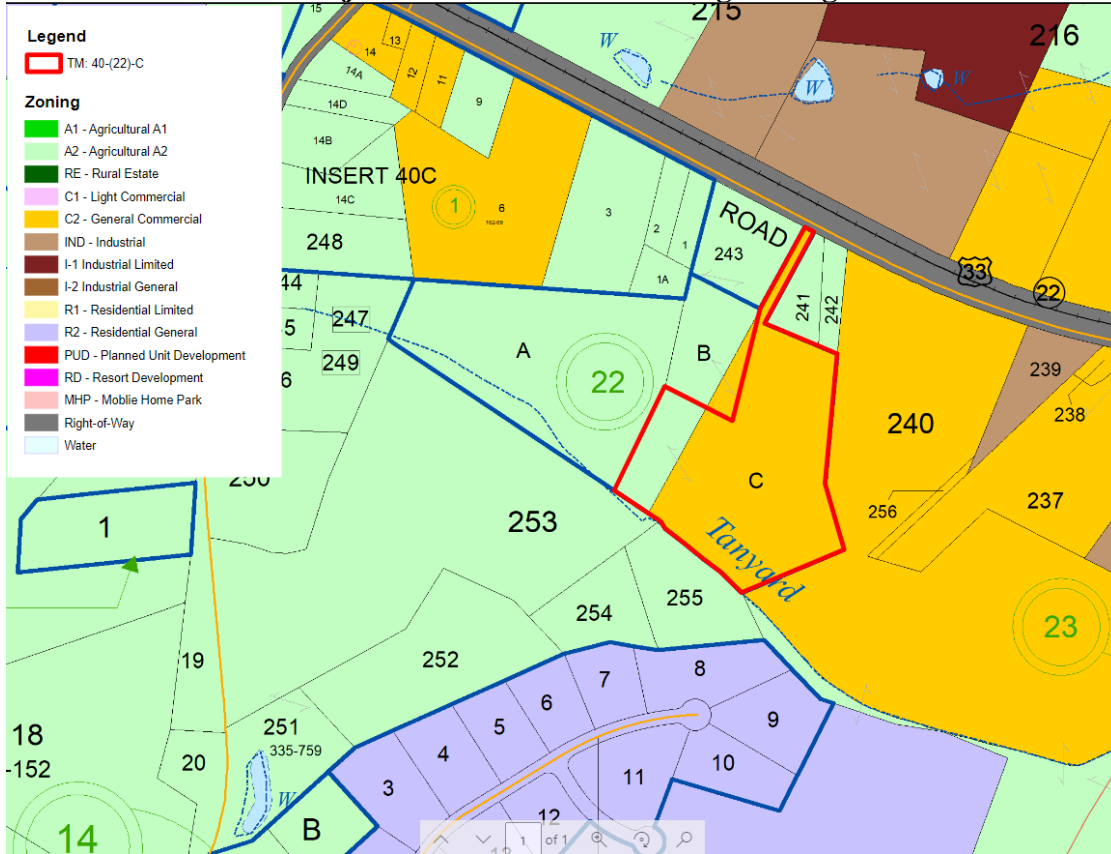 Legend
TM: 40-(22)-C
Zoning
A1 - Agricultural A1
A2 - Agricultural A2
RE - Rural Estate
C1 - Light Commercial
C2 - General Commercial
IND - Industrial
I-1 Industrial Limited
I-2 Industrial General
R1 - Residential Limited
R2 - Residential General
PUD - Planned Unit Development
RD - Resort Development
MHP - Moblie Home Park
Right-of-Way
Water
15
215
216
13
W
14
14A
12
11
9
W
W
14D
14B
INSERT 40C
14C
1
6
3
2
1
ROAD
248
243
1A
33
22
44
241
242
5
247
249
6
A
22
B
239
238
240
C
237
256
250
253
1
Tanyard
254
255
23
19
252
7
8
6
5
9
4
18
-152
251
335-759
20
3
11
10
W
12
B
14
13
1 of 1